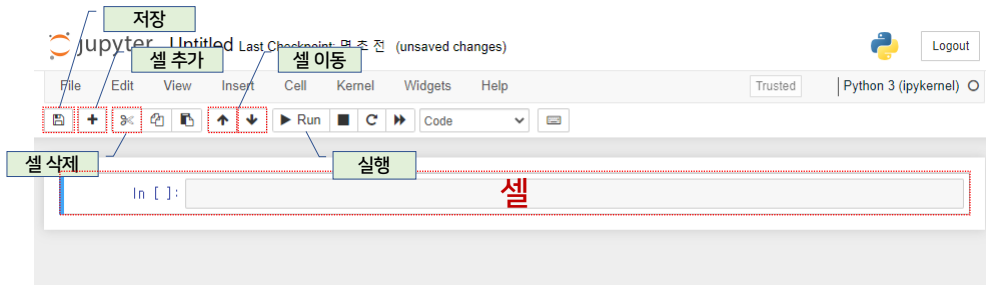 저장
jupyter Untitled Last Checkpoint: 몇 초 전 (unsaved changes) Logout
셀 추가 셀 이동
File Edit View Insert Cell Kernel Widgets Help Trusted Python 3 (ipykernel)
Run Code
셀 삭제 실행
In [ ]: 셀